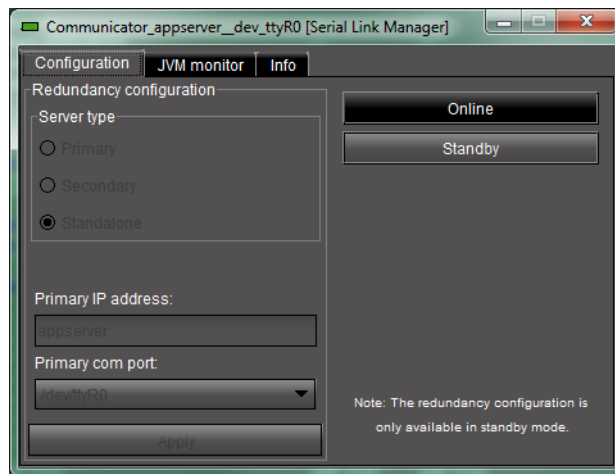 Communicator_appserver__dev_ttyR0 [Serial Link Manager]
Configuration JVM monitor Info
Redundancy configuration
Server type
Primary
Secondary
Standalone
Primary IP address:
appserver
Primary com port:
/dev/ttyR0
Apply
Online
Standby
Note: The redundancy configuration is
only available in standby mode.